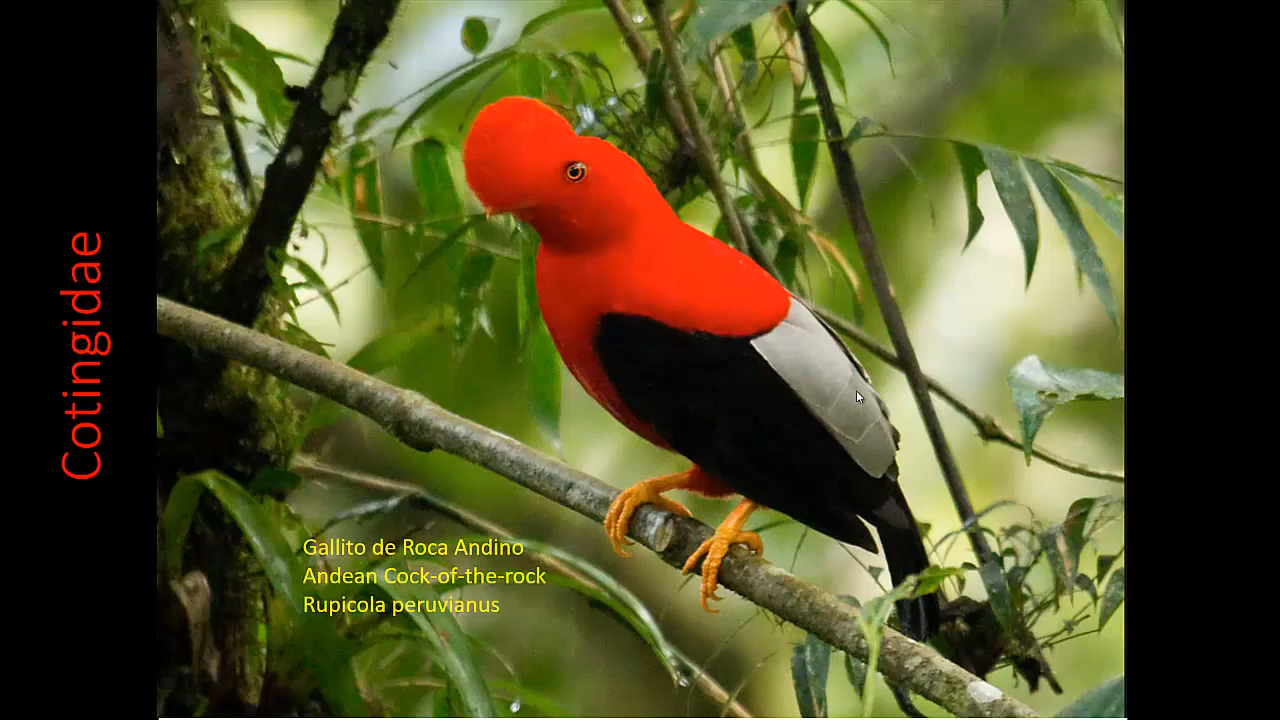 Cotingidae
Gallito de Roca Andino
Andean Cock-of-the-rock
Rupicola peruvianus